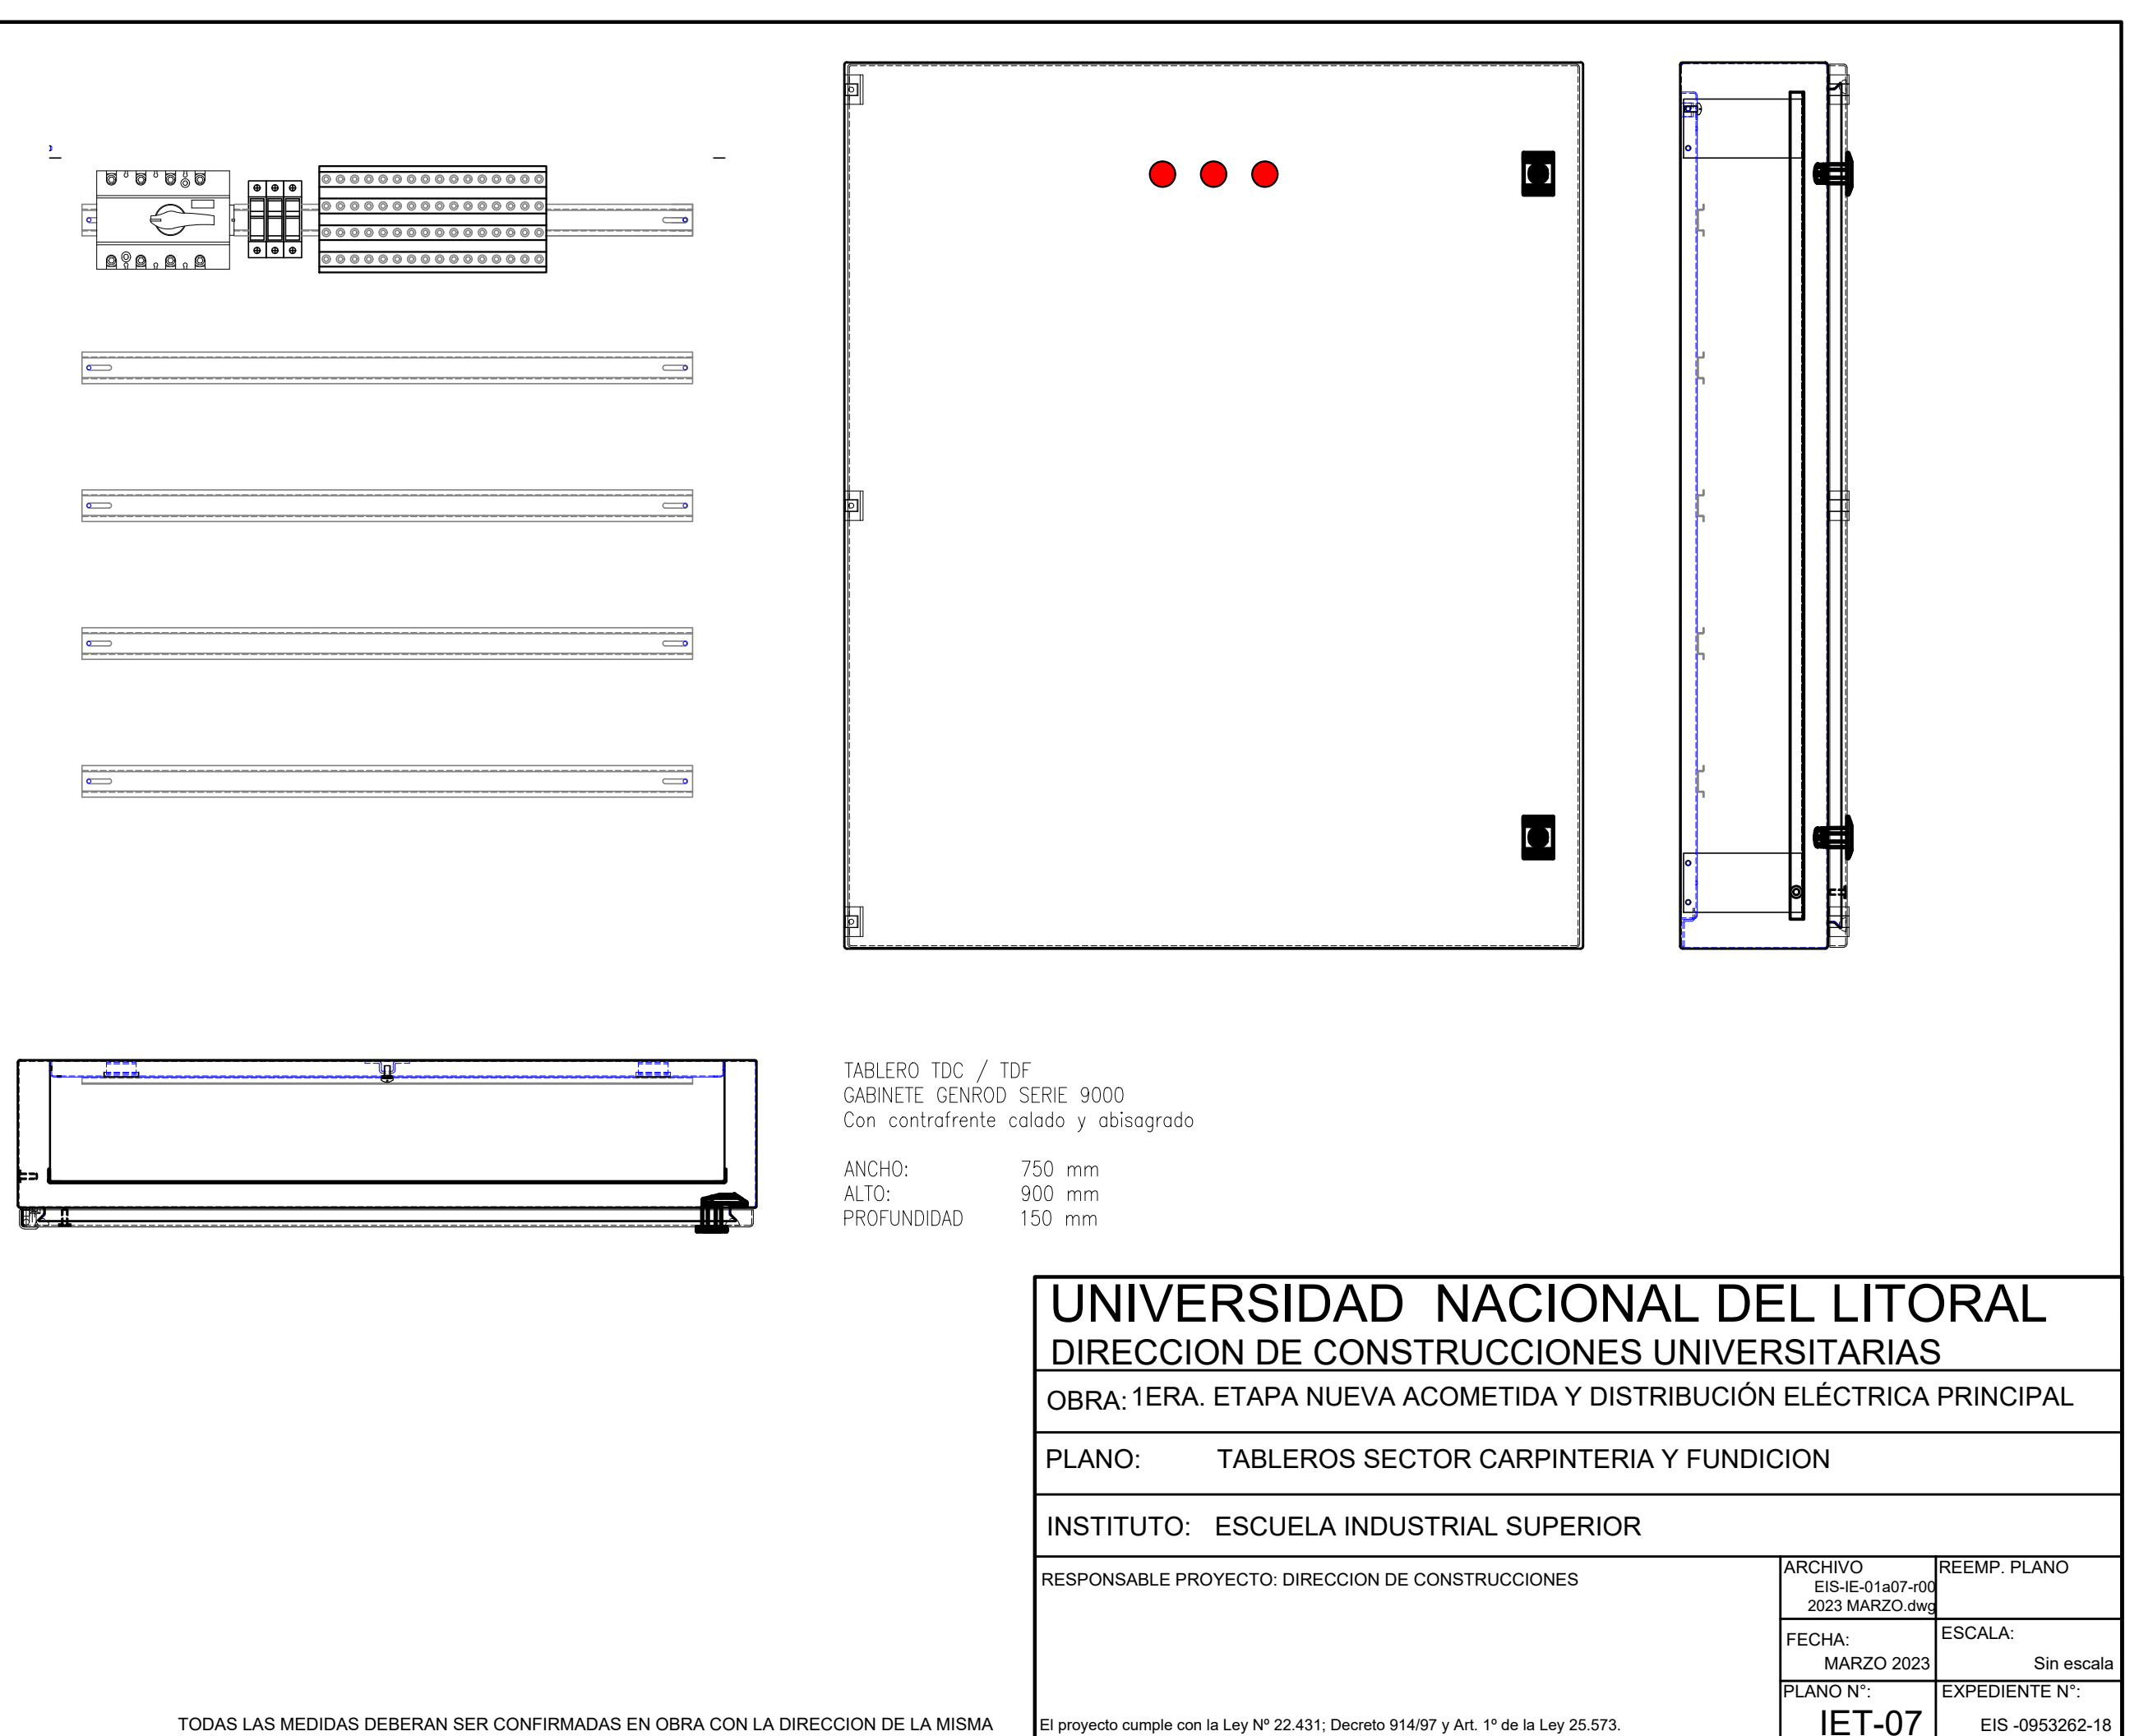 TABLERO TDC / TDF
GABINETE GENROD SERIE 9000
Con contrafrente calado y abisagrado
ANCHO: 750 mm
ALTO: 900 mm
PROFUNDIDAD 150 mm
UNIVERSIDAD NACIONAL DEL LITORAL
DIRECCION DE CONSTRUCCIONES UNIVERSITARIAS
OBRA: 1ERA. ETAPA NUEVA ACOMETIDA Y DISTRIBUCIÓN ELÉCTRICA PRINCIPAL
PLANO: TABLEROS SECTOR CARPINTERIA Y FUNDICION
INSTITUTO: ESCUELA INDUSTRIAL SUPERIOR
RESPONSABLE PROYECTO: DIRECCION DE CONSTRUCCIONES
ARCHIVO
EIS-IE-01a07-r00
2023 MARZO.dwg
REEMP. PLANO
FECHA:
MARZO 2023
ESCALA:
Sin escala
PLANO N°:
IET-07
EXPEDIENTE N°:
EIS -0953262-18
El proyecto cumple con la Ley Nº 22.431; Decreto 914/97 y Art. 1º de la Ley 25.573.
TODAS LAS MEDIDAS DEBERAN SER CONFIRMADAS EN OBRA CON LA DIRECCION DE LA MISMA